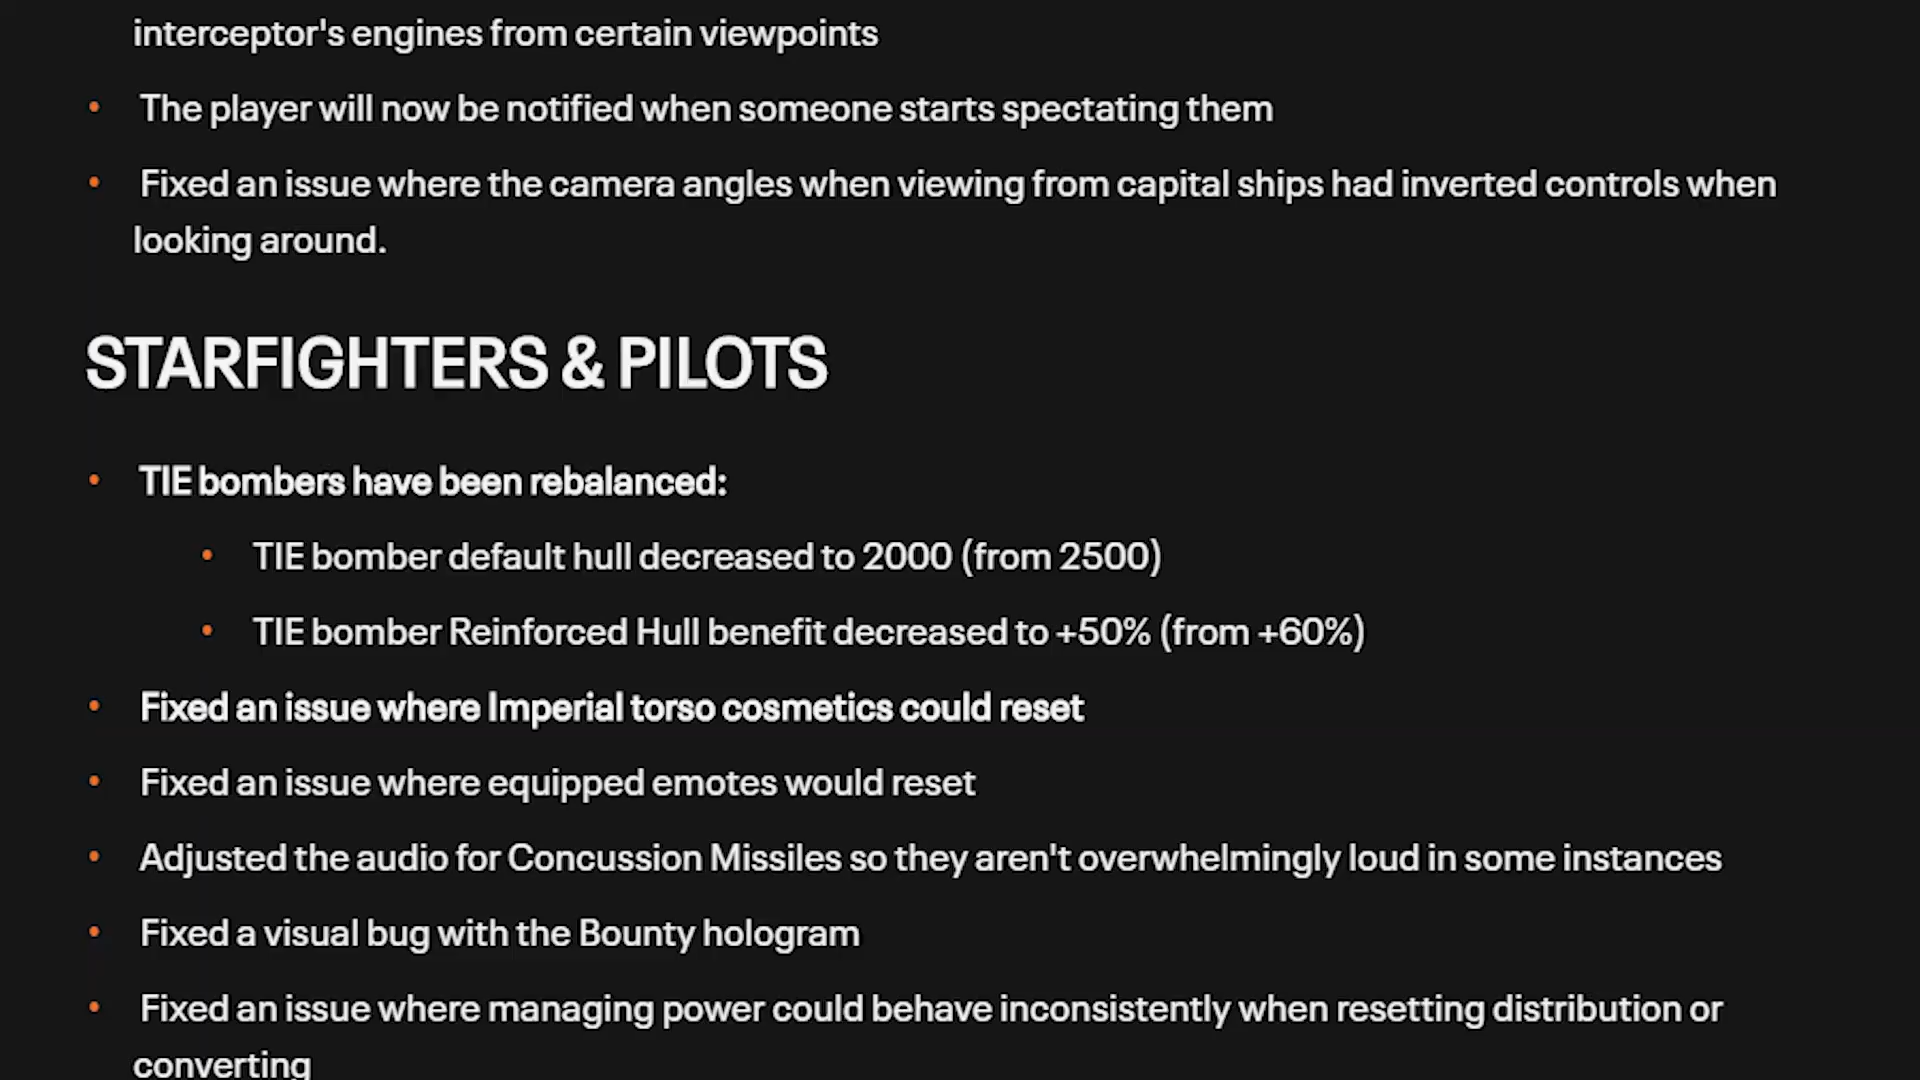 interceptor's engines from certain viewpoints
• The player will now be notified when someone starts spectating them
• Fixed an issue where the camera angles when viewing from capital ships had inverted controls when
looking around.
STARFIGHTERS & PILOTS
• TIE bombers have been rebalanced:
• TIE bomber default hull decreased to 2000 (from 2500)
• TIE bomber Reinforced Hull benefit decreased to +50% (from +60%)
• Fixed an issue where Imperial torso cosmetics could reset
• Fixed an issue where equipped emotes would reset
• Adjusted the audio for Concussion Missiles so they aren't overwhelmingly loud in some instances
• Fixed a visual bug with the Bounty hologram
• Fixed an issue where managing power could behave inconsistently when resetting distribution or
converting